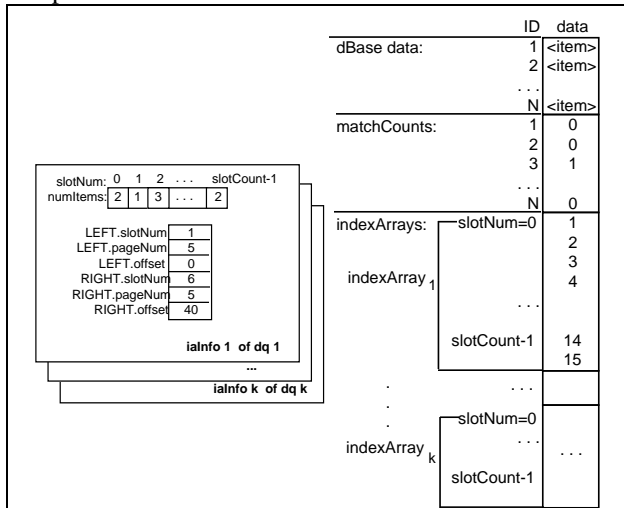 slotNum: 0 1 2 . . . slotCount-1
numItems: 2 1 3 . . . 2
LEFT.slotNum 1
LEFT.pageNum 5
LEFT.offset 0
RIGHT.slotNum 6
RIGHT.pageNum 5
RIGHT.offset 40
iaInfo 1 of dq 1
...
iaInfo k of dq k
ID data
dBase data: 1 <item>
2 <item>
. . .
N <item>
matchCounts: 1 0
2 0
3 1
. . .
N 0
indexArrays: slotNum=0 1
2
3
indexArray 1 4
. . .
slotCount-1 14
15
. . . .
. 
. slotNum=0
. . . . . .
indexArray k
slotCount-1